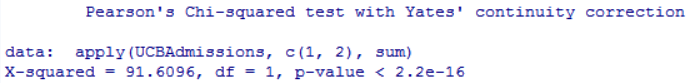 Pearson's Chi-squared test with Yates' continuity correction
data:  apply(UCBAdmissions, c(1, 2), sum)
X-squared = 91.6096, df = 1, p-value < 2.2e-16